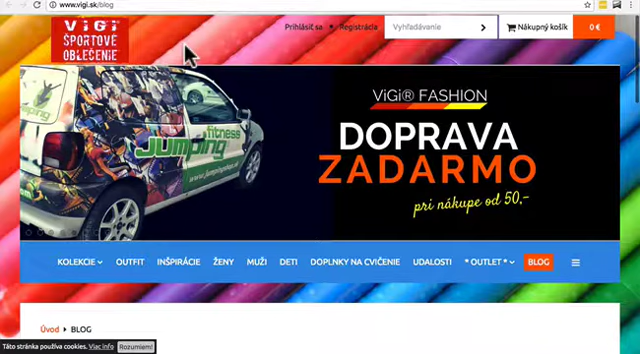 www.vigi.sk/blog
ViGi
ŠPORTOVÉ
OBLEČENIE
Prihlásiť sa
Registrácia
Vyhľadávanie
Nákupný košík
0 €
ViGi® FASHION
DOPRAVA
ZADARMO
pri nákupe od 50,-
fitness
jumping
KOLEKCIE
OUTFIT
INŠPIRÁCIE
ŽENY
MUŽI
DETI
DOPLNKY NA CVIČENIE
UDALOSTI
* OUTLET *
BLOG
Úvod
BLOG
Táto stránka používa cookies. Viac info
Rozumiem!